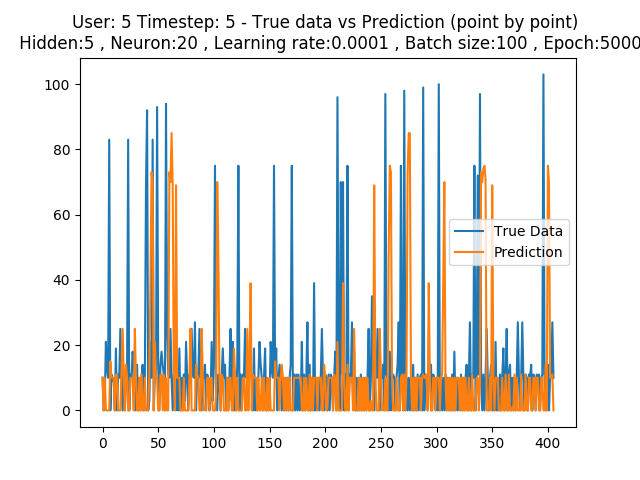 User: 5 Timestep: 5 - True data vs Prediction (point by point)
Hidden:5 , Neuron:20 , Learning rate:0.0001 , Batch size:100 , Epoch:5000
100
80
60
40
20
0
True Data
Prediction
0 50 100 150 200 250 300 350 400